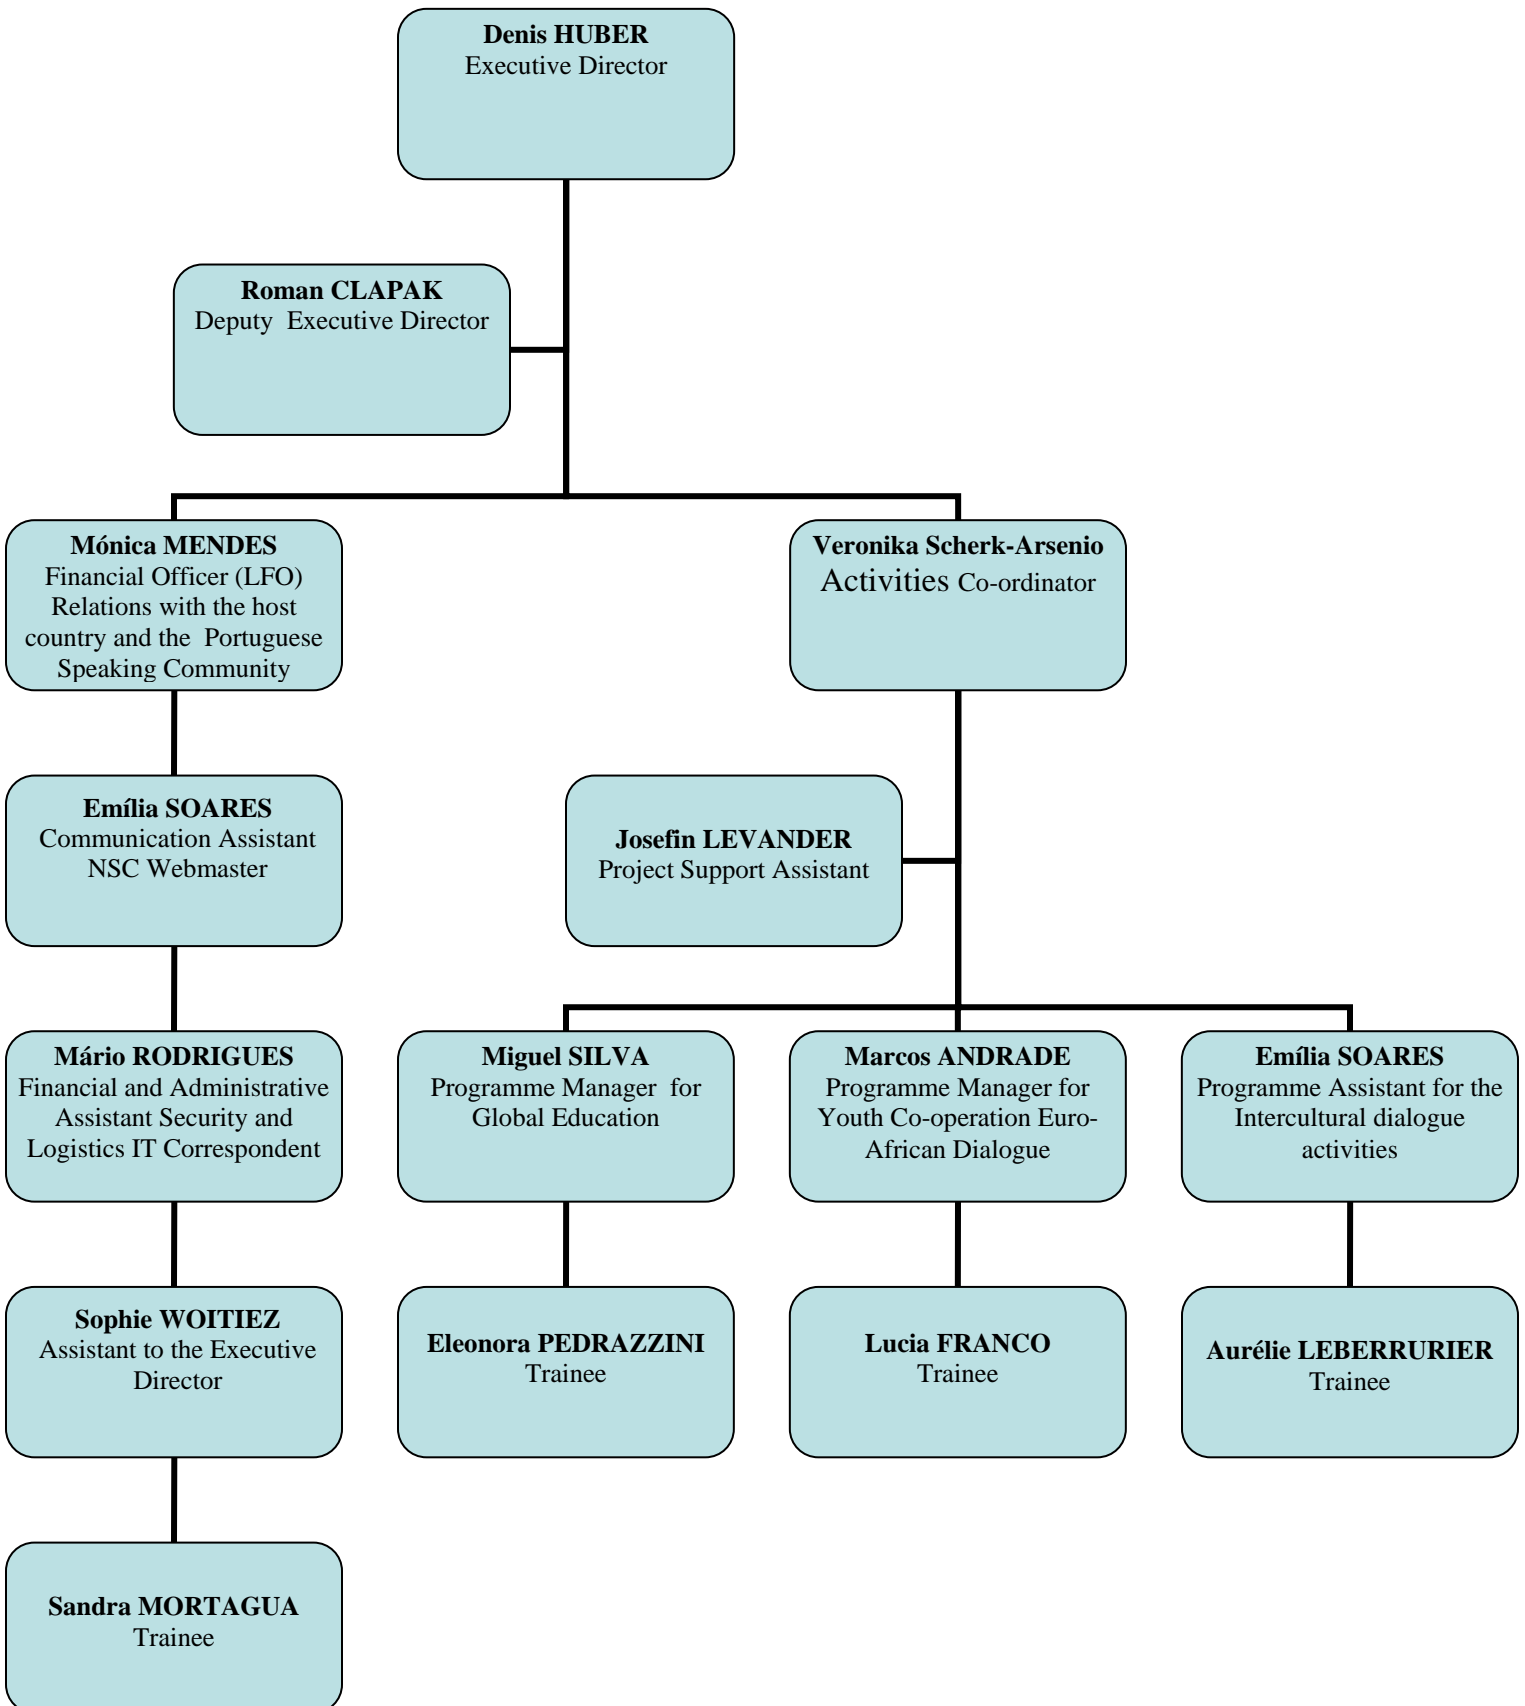 Denis HUBER
Executive Director
Roman CLAPAK
Deputy  Executive Director
Mónica MENDES
Financial Officer (LFO)
Relations with the host
country and the  Portuguese
Speaking Community
Veronika Scherk-Arsenio
Activities Co-ordinator
Emília SOARES
Communication Assistant
NSC Webmaster
Josefin LEVANDER
Project Support Assistant
Mário RODRIGUES
Financial and Administrative
Assistant Security and
Logistics IT Correspondent
Miguel SILVA
Programme Manager  for
Global Education
Marcos ANDRADE
Programme Manager for
Youth Co-operation Euro-
African Dialogue
Emília SOARES
Programme Assistant for the
Intercultural dialogue
activities
Sophie WOITIEZ
Assistant to the Executive
Director
Eleonora PEDRAZZINI
Trainee
Lucia FRANCO
Trainee
Aurélie LEBERRURIER
Trainee
Sandra MORTAGUA
Trainee